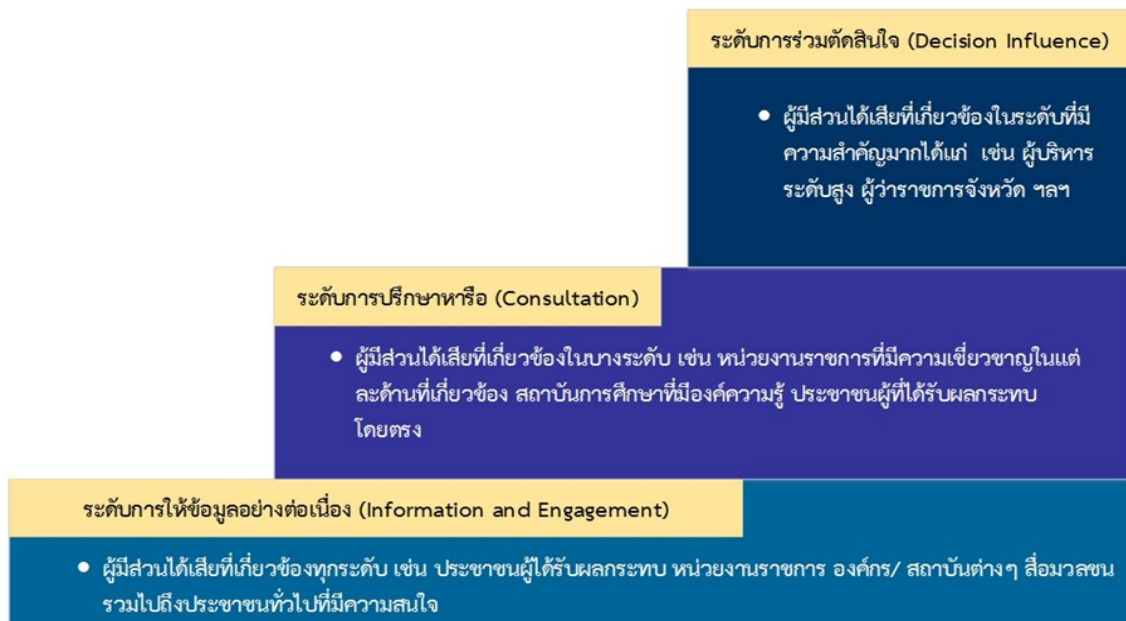 ระดับการร่วมตัดสินใจ (Decision Influence)
● ผู้มีส่วนได้เสียที่เกี่ยวข้องในระดับที่มี
ความสำคัญมากได้แก่ เช่น ผู้บริหาร
ระดับสูง ผู้ว่าราชการจังหวัด ฯลฯ
ระดับการปรึกษาหารือ (Consultation)
● ผู้มีส่วนได้เสียที่เกี่ยวข้องในบางระดับ เช่น หน่วยงานราชการที่มีความเชี่ยวชาญในแต่
ละด้านที่เกี่ยวข้อง สถาบันการศึกษาที่มีองค์ความรู้ ประชาชนผู้ที่ได้รับผลกระทบ
โดยตรง
ระดับการให้ข้อมูลอย่างต่อเนื่อง (Information and Engagement)
● ผู้มีส่วนได้เสียที่เกี่ยวข้องทุกระดับ เช่น ประชาชนผู้ได้รับผลกระทบ หน่วยงานราชการ องค์กร/ สถาบันต่างๆ สื่อมวลชน
รวมไปถึงประชาชนทั่วไปที่มีความสนใจ